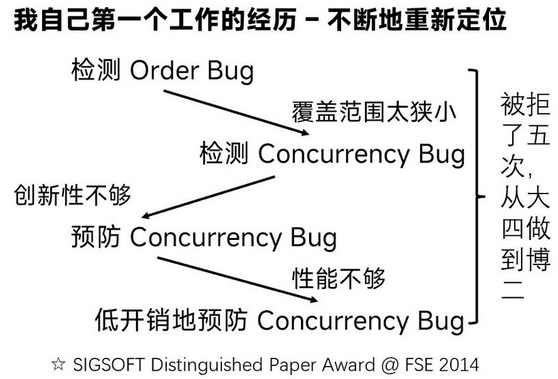 我自己第一个工作的经历 – 不断地重新定位
检测 Order Bug
覆盖范围太狭小
检测 Concurrency Bug
创新性不够
预防 Concurrency Bug
性能不够
低开销地预防 Concurrency Bug
被拒
了五
次，
从大
四做
到博
二
☆ SIGSOFT Distinguished Paper Award @ FSE 2014